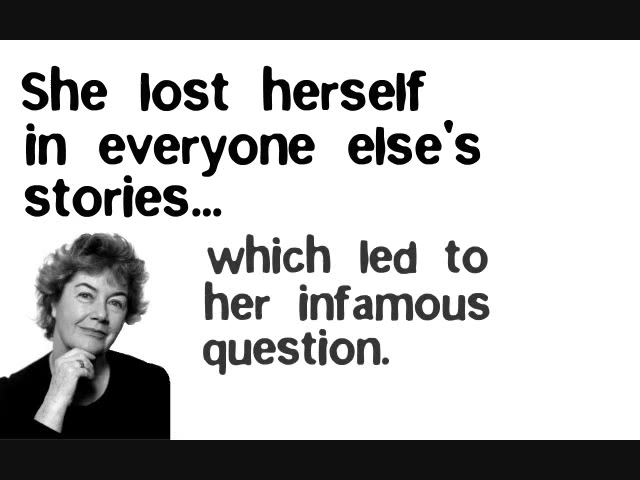 She lost herself
in everyone else's
stories...
which led to
her infamous
question.